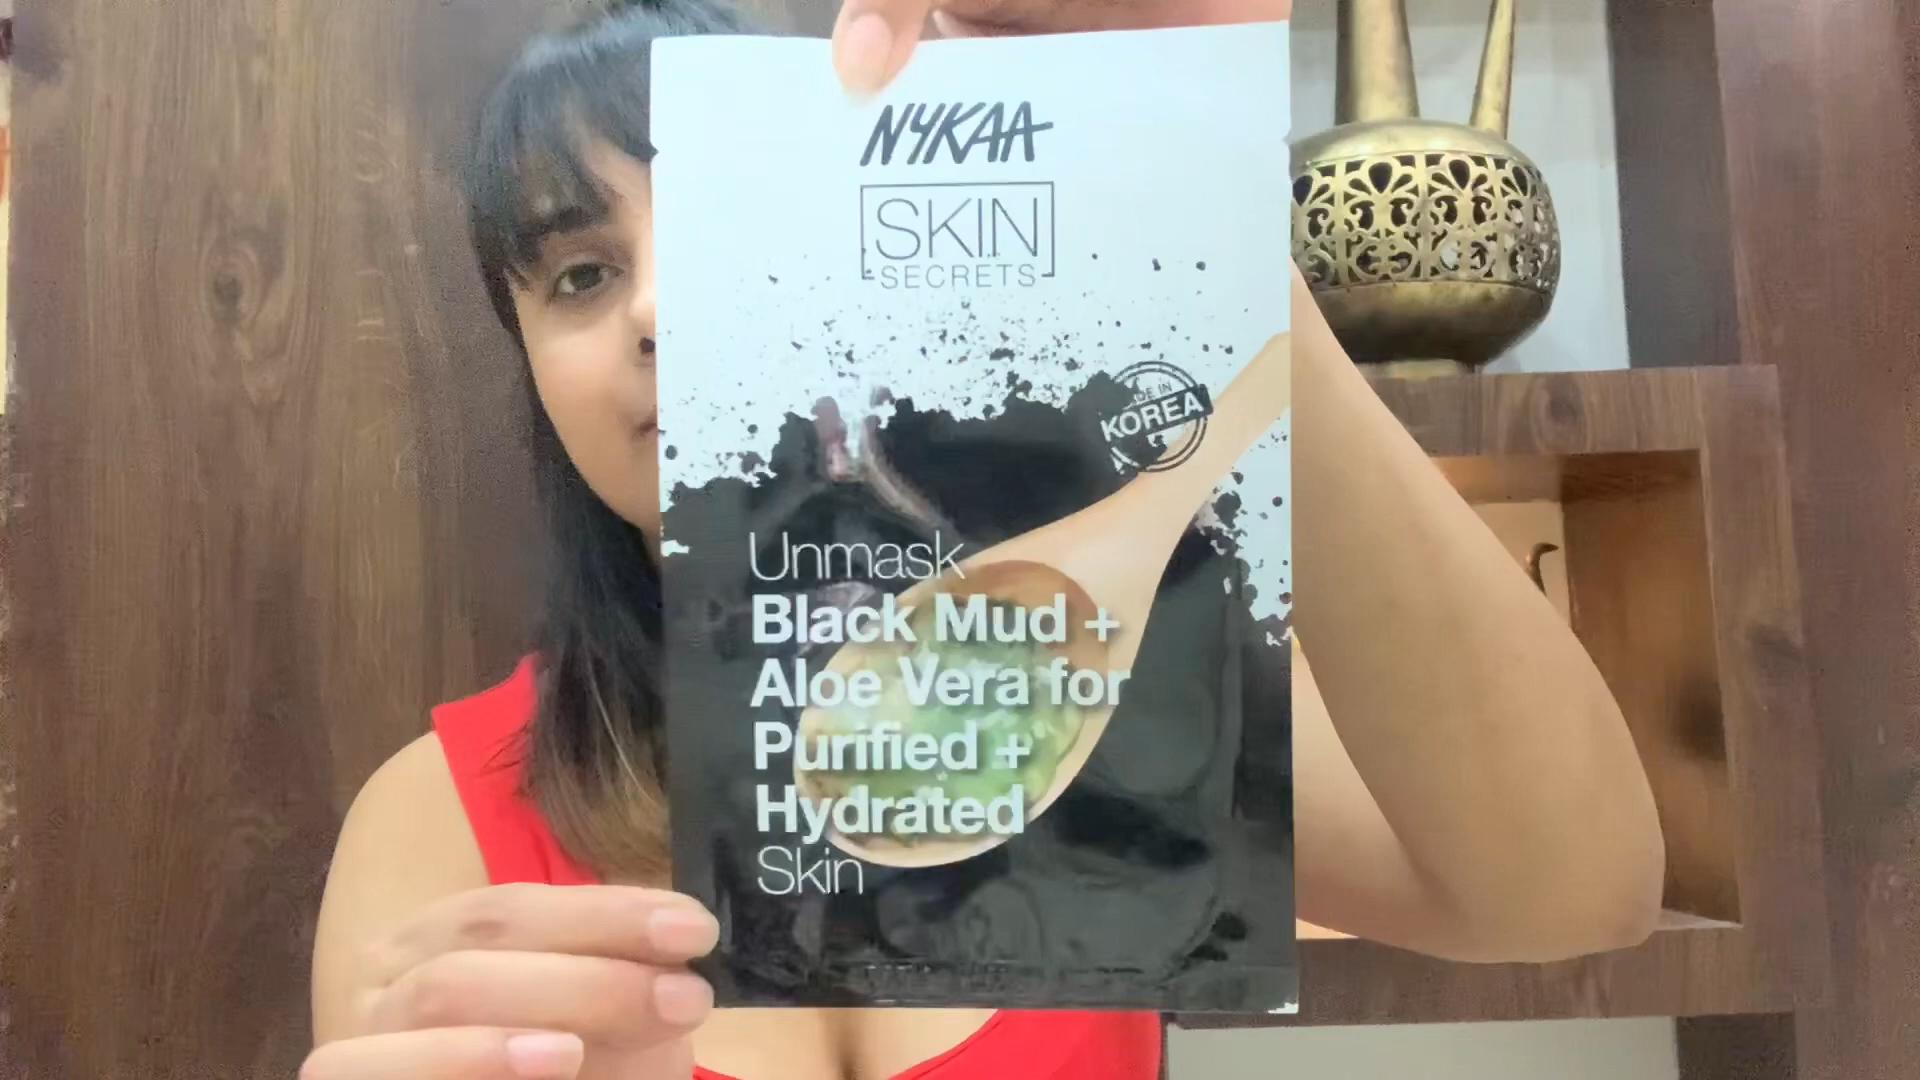 NYKAA
SKIN
SECRETS
KOREA
Unmask
Black Mud +
Aloe Vera for
Purified +
Hydrated
Skin